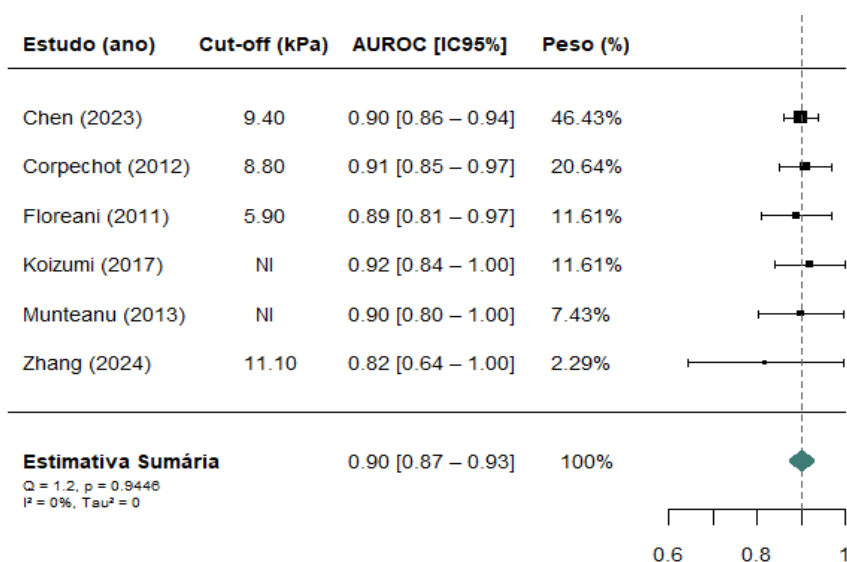 Estudo (ano) Cut-off (kPa) AUROC [IC95%] Peso (%)
Chen (2023) 9.40 0.90 [0.86 – 0.94] 46.43%
Corpechot (2012) 8.80 0.91 [0.85 – 0.97] 20.64%
Floreani (2011) 5.90 0.89 [0.81 – 0.97] 11.61%
Koizumi (2017) NI 0.92 [0.84 – 1.00] 11.61%
Munteanu (2013) NI 0.90 [0.80 – 1.00] 7.43%
Zhang (2024) 11.10 0.82 [0.64 – 1.00] 2.29%
Estimativa Sumária 0.90 [0.87 – 0.93] 100%
Q = 1.2, p = 0.9446
I² = 0%, Tau² = 0
0.6 0.8 1